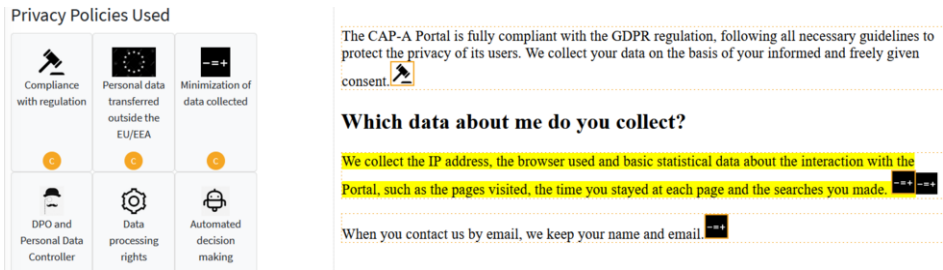 Privacy Policies Used
Compliance
with regulation
C
Personal data
transferred
outside the
EU/EEA
C
-=+
Minimization of
data collected
C
DPO and
Personal Data
Controller
Data
processing
rights
Automated
decision
making
The CAP-A Portal is fully compliant with the GDPR regulation, following all necessary guidelines to
protect the privacy of its users. We collect your data on the basis of your informed and freely given
consent.
Which data about me do you collect?
We collect the IP address, the browser used and basic statistical data about the interaction with the
Portal, such as the pages visited, the time you stayed at each page and the searches you made. -=+ -=+
When you contact us by email, we keep your name and email. -=+